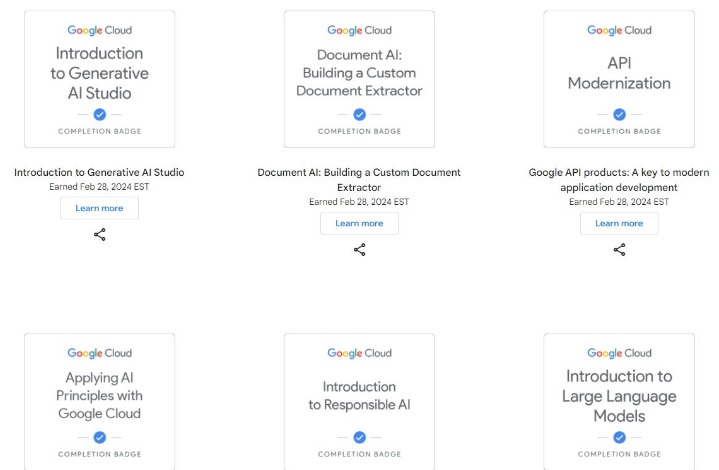 Google Cloud
Introduction
to Generative
AI Studio
COMPLETION BADGE
Introduction to Generative AI Studio
Earned Feb 28, 2024 EST
Learn more
Google Cloud
Document AI:
Building a Custom
Document Extractor
COMPLETION BADGE
Document AI: Building a Custom Document
Extractor
Earned Feb 28, 2024 EST
Learn more
Google Cloud
API
Modernization
COMPLETION BADGE
Google API products: A key to modern
application development
Earned Feb 28, 2024 EST
Learn more
Google Cloud
Applying AI
Principles with
Google Cloud
COMPLETION BADGE
Google Cloud
Introduction
to Responsible AI
COMPLETION BADGE
Google Cloud
Introduction to
Large Language
Models
COMPLETION BADGE